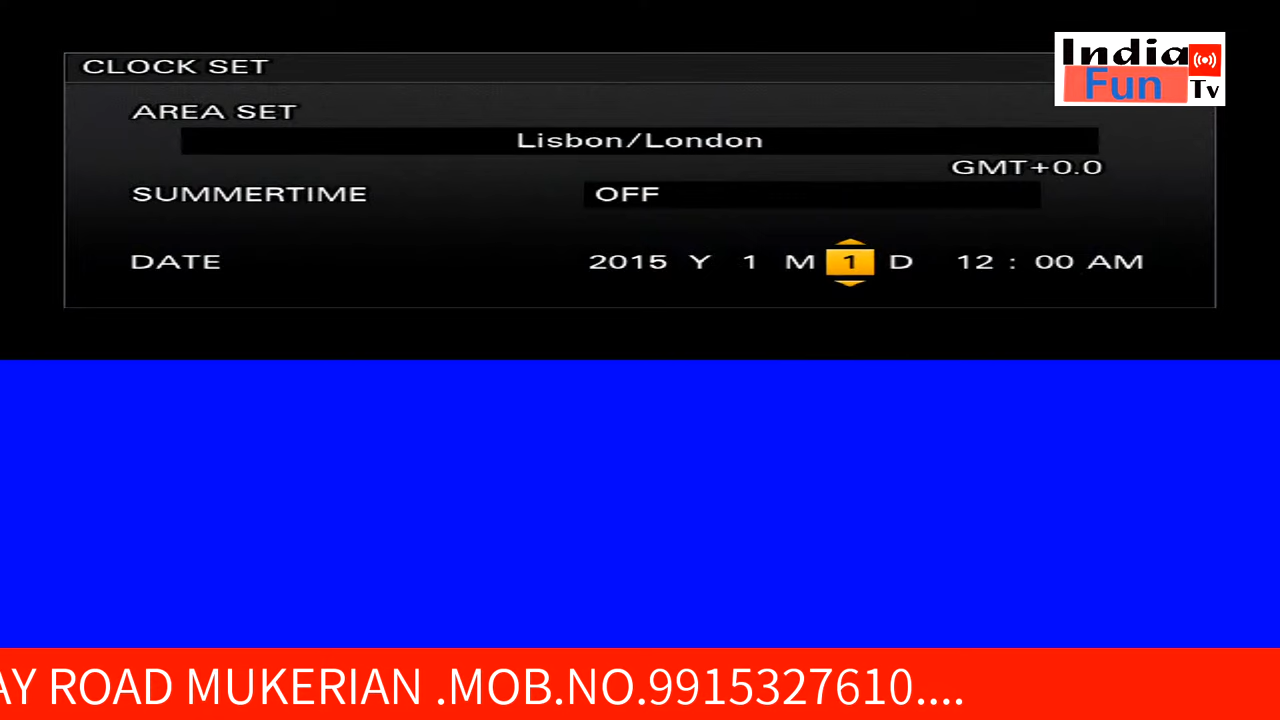 CLOCK SET
India
Fun Tv
AREA SET
Lisbon/London
GMT+0.0
SUMMERTIME OFF
DATE 2015 Y 1 M 1 D 12 : 00 AM
AY ROAD MUKERIAN .MOB.NO.9915327610....